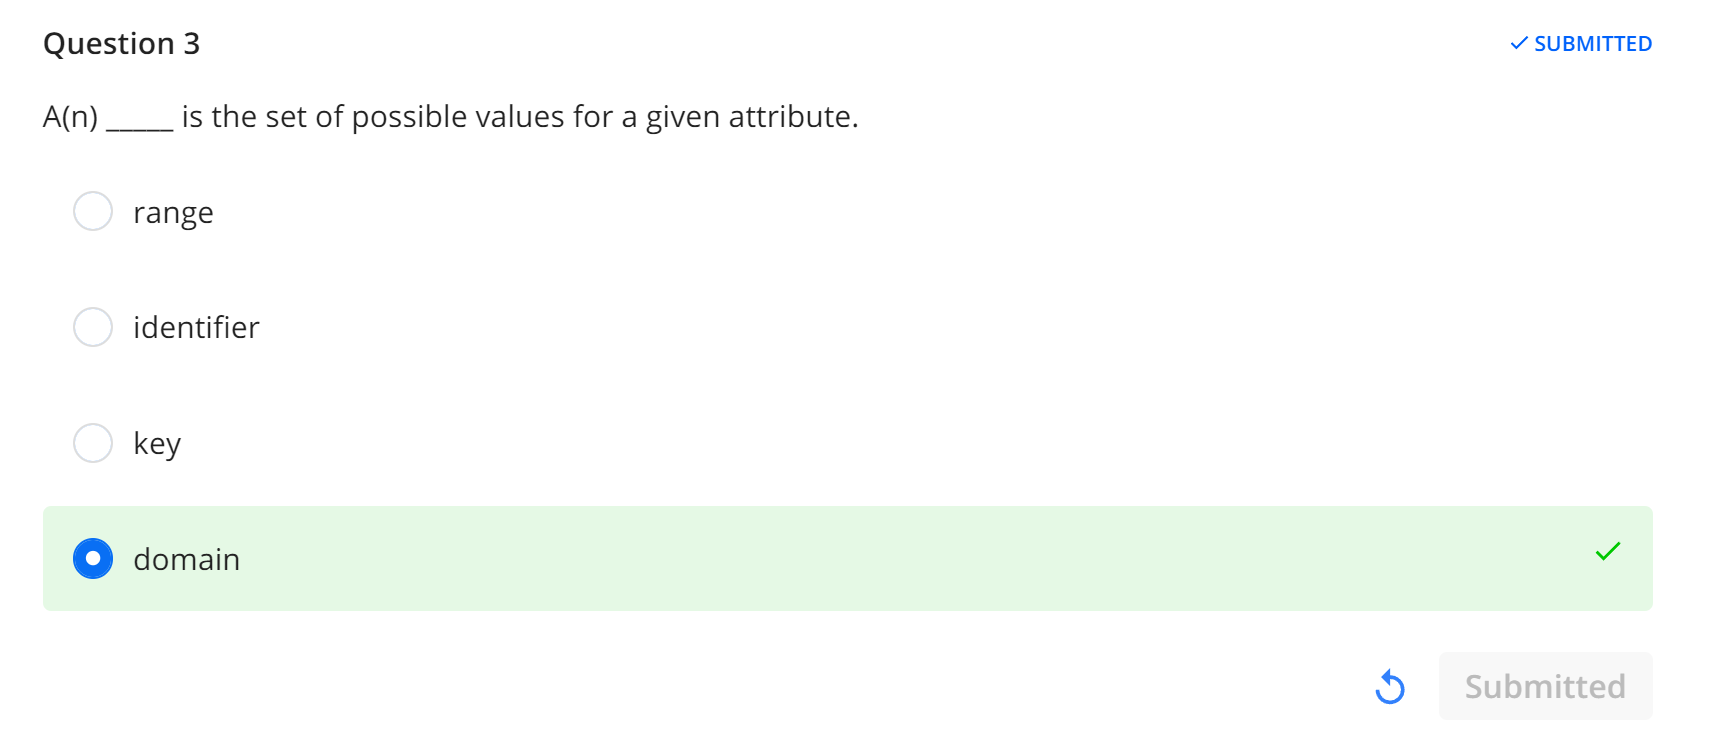 Question 3
SUBMITTED
A(n) _____ is the set of possible values for a given attribute.
range
identifier
key
domain
Submitted